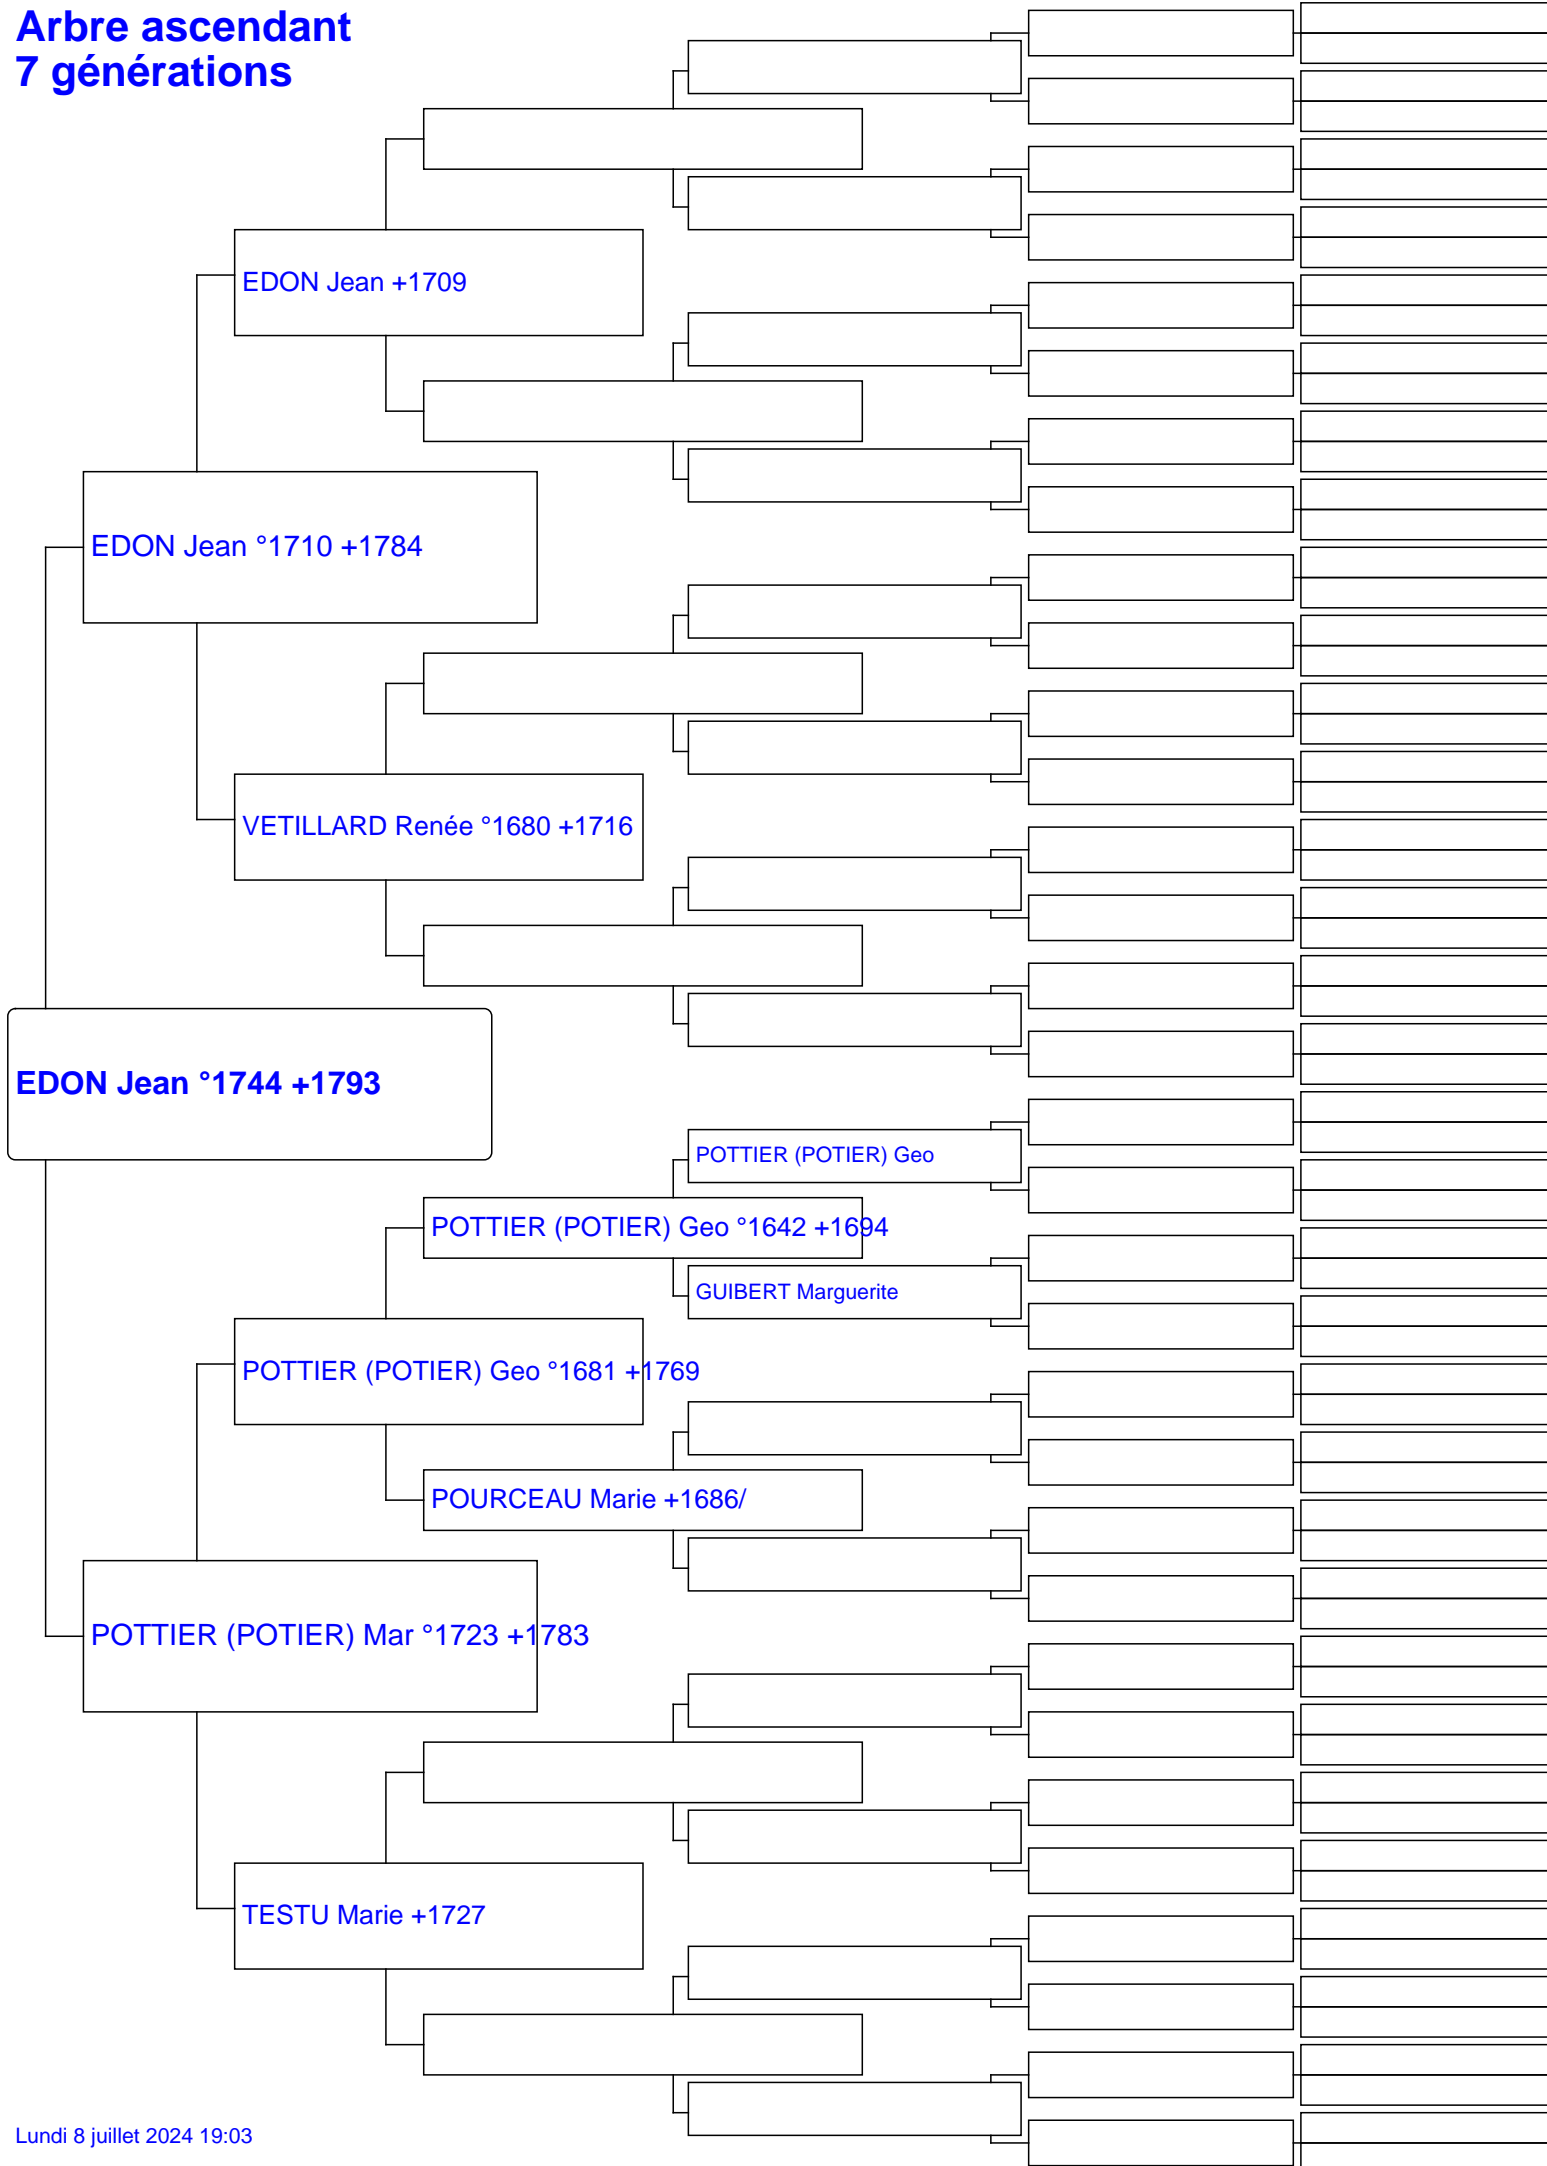 Arbre ascendant
7 générations
EDON Jean +1709
EDON Jean °1710 +1784
VETILLARD Renée °1680 +1716
EDON Jean °1744 +1793
POTTIER (POTIER) Geo
POTTIER (POTIER) Geo °1642 +1694
GUIBERT Marguerite
POTTIER (POTIER) Geo °1681 +1769
POURCEAU Marie +1686/
POTTIER (POTIER) Mar °1723 +1783
TESTU Marie +1727
Lundi 8 juillet 2024 19:03